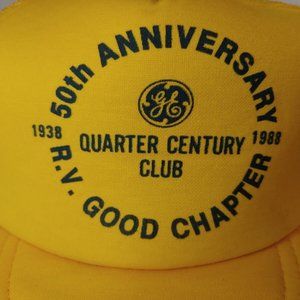 50th ANNIVERSARY
GE
1938
1988
QUARTER CENTURY
CLUB
R.V. GOOD CHAPTER